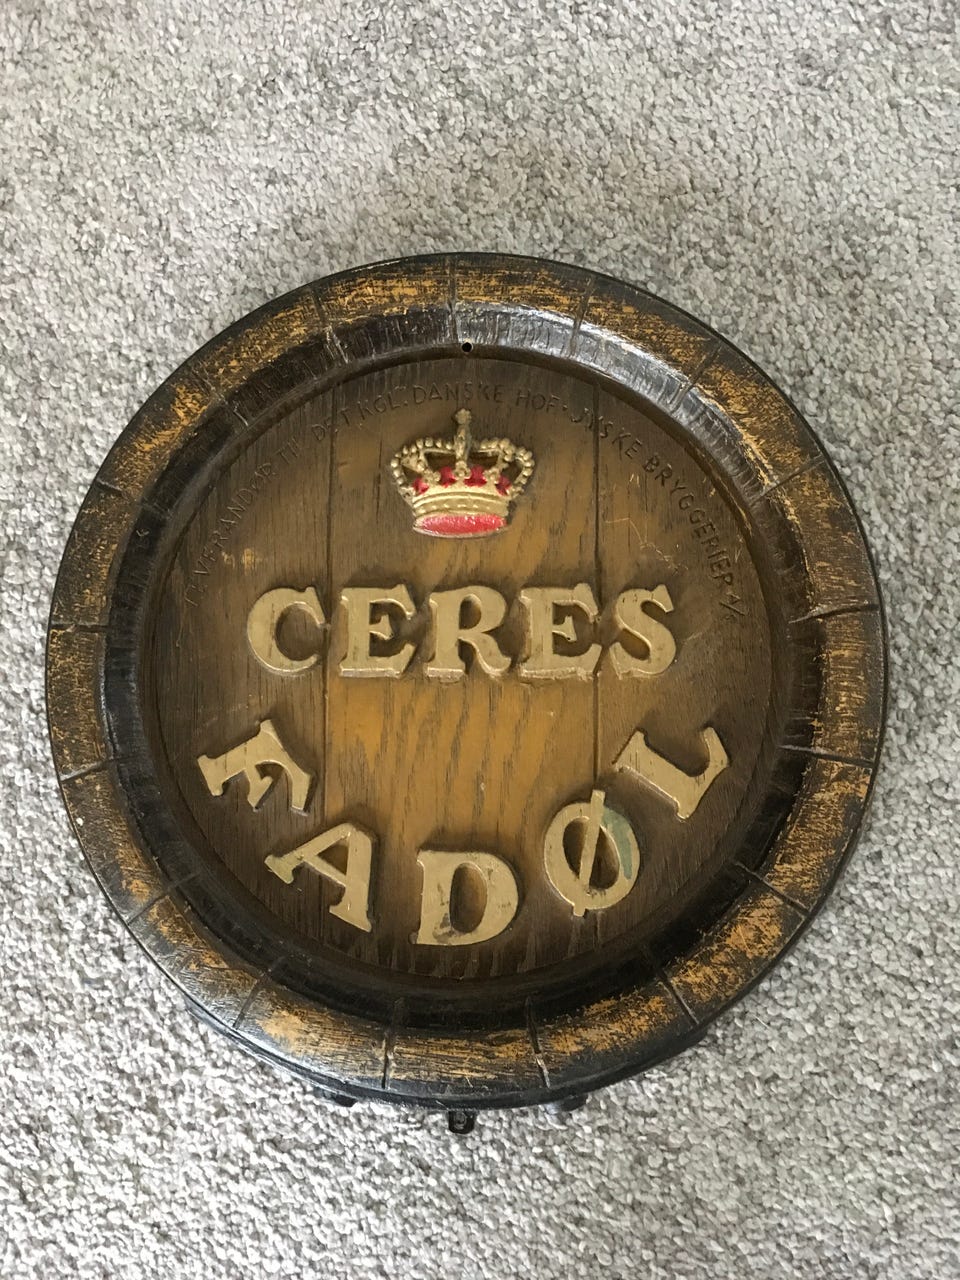 LEVERANDØR TIL DET KGL. DANSKE HOF · JYSKE BRYGGERIER A/S
CERES
FADØL